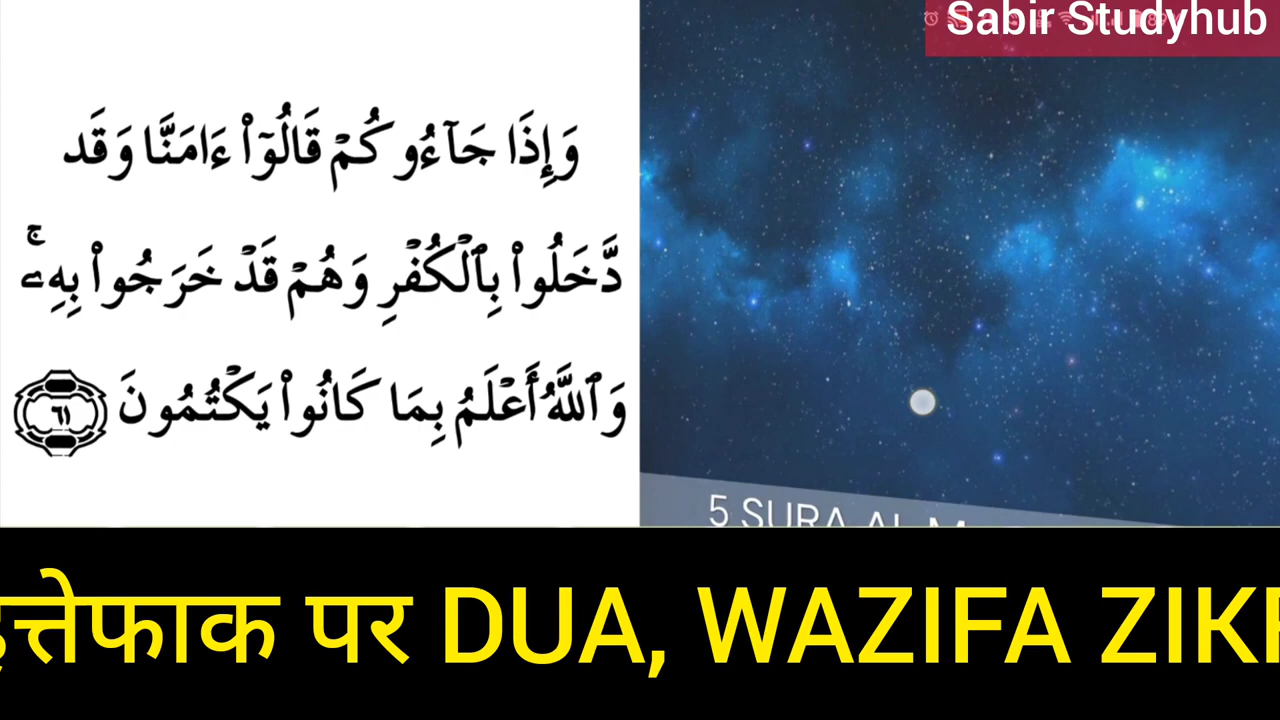 Sabir Studyhub
وَإِذَا جَآءُوكُمْ قَالُوٓا۟ ءَامَنَّا وَقَد
دَّخَلُوا۟ بِٱلْكُفْرِ وَهُمْ قَدْ خَرَجُوا۟ بِهِۦ ۚ
وَٱللَّهُ أَعْلَمُ بِمَا كَانُوا۟ يَكْتُمُونَ ٦١
5 SURA AL-M
इत्तेफाक पर DUA, WAZIFA ZIKR